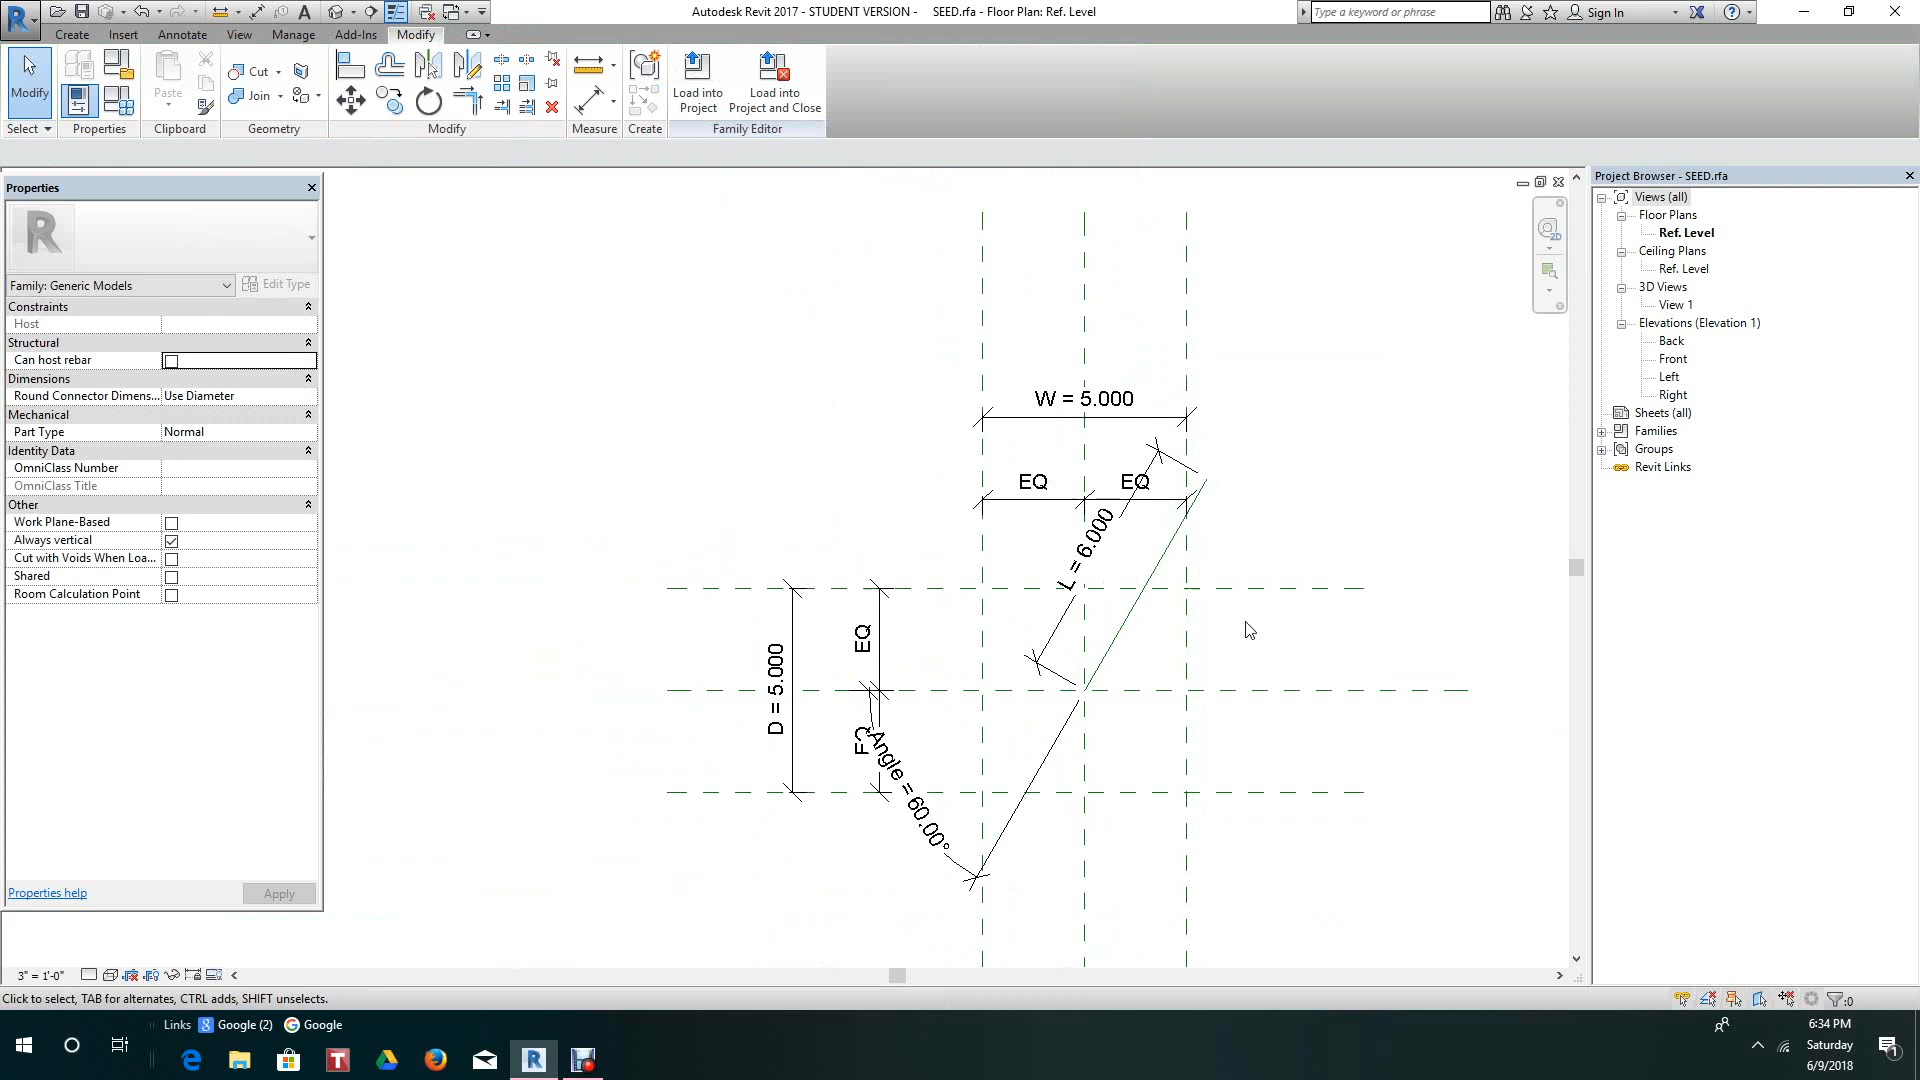 Autodesk Revit 2017 - STUDENT VERSION - SEED.rfa - Floor Plan: Ref. Level
Type a keyword or phrase
Sign In
Create Insert Annotate View Manage Add-Ins Modify
Modify
Paste
Cut
Join
Load into
Project
Load into
Project and Close
Select Properties Clipboard Geometry Modify Measure Create Family Editor
Properties
Family: Generic Models
Edit Type
Constraints
Host
Structural
Can host rebar
Dimensions
Round Connector Dimens... Use Diameter
Mechanical
Part Type Normal
Identity Data
OmniClass Number
OmniClass Title
Other
Work Plane-Based
Always vertical
Cut with Voids When Loa...
Shared
Room Calculation Point
Properties help
Apply
W = 5.000
EQ EQ
L = 6.000
EQ
D = 5.000
EQ
Angle = 60.00°
Project Browser - SEED.rfa
Views (all)
Floor Plans
Ref. Level
Ceiling Plans
Ref. Level
3D Views
View 1
Elevations (Elevation 1)
Back
Front
Left
Right
Sheets (all)
Families
Groups
Revit Links
3" = 1'-0"
Click to select, TAB for alternates, CTRL adds, SHIFT unselects.
:0
Links Google (2) Google
6:34 PM
Saturday
6/9/2018
1